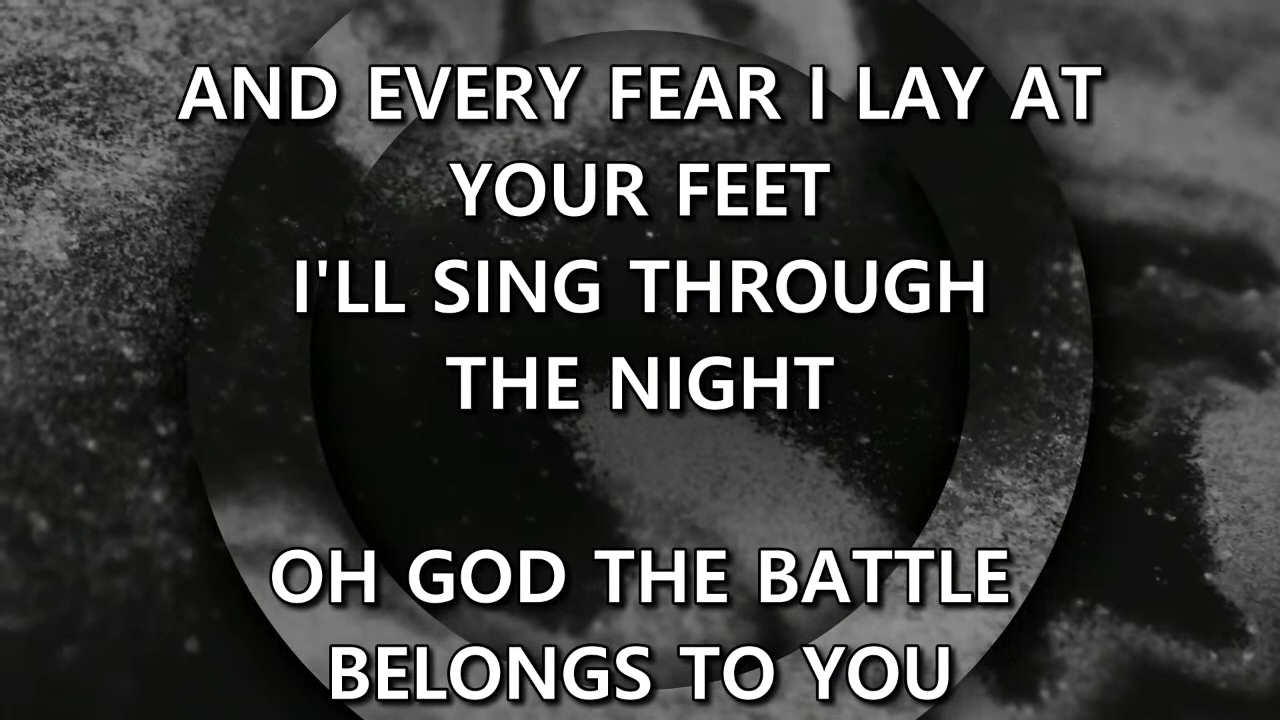 AND EVERY FEAR I LAY AT
YOUR FEET
I'LL SING THROUGH
THE NIGHT
OH GOD THE BATTLE
BELONGS TO YOU